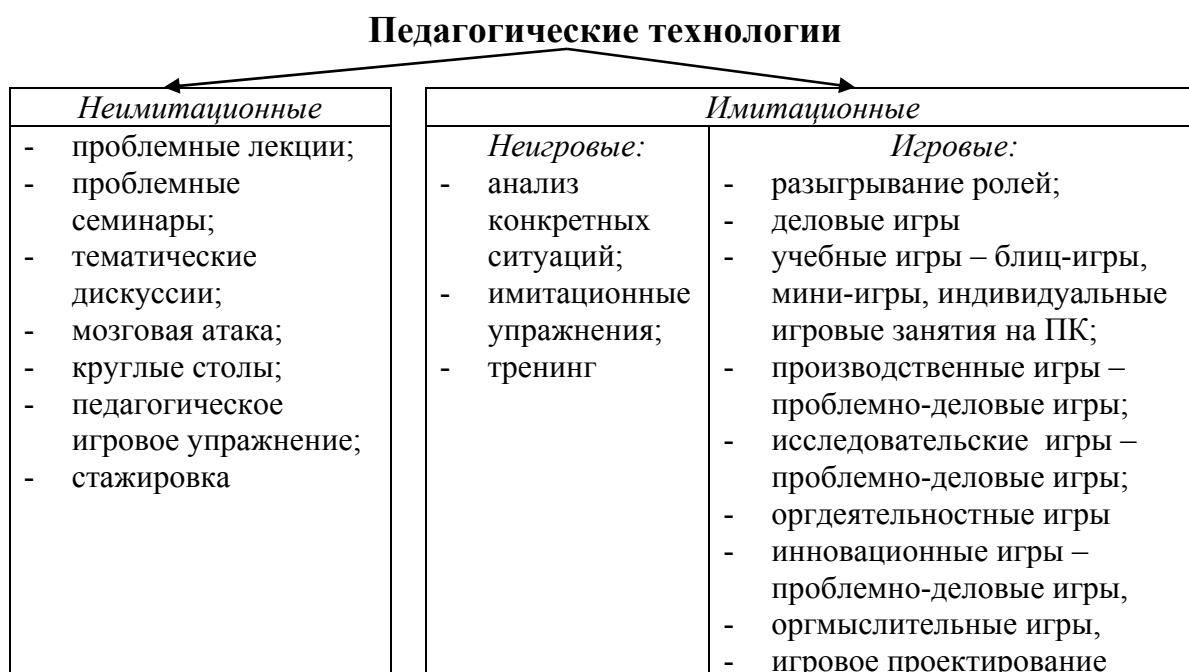 Педагогические технологии
Неимитационные
- проблемные лекции;
- проблемные
семинары;
- тематические
дискуссии;
- мозговая атака;
- круглые столы;
- педагогическое
игровое упражнение;
- стажировка
Имитационные
Неигровые:
- анализ
конкретных
ситуаций;
- имитационные
упражнения;
- тренинг
Игровые:
- разыгрывание ролей;
- деловые игры
- учебные игры – блиц-игры,
мини-игры, индивидуальные
игровые занятия на ПК;
- производственные игры –
проблемно-деловые игры;
- исследовательские игры –
проблемно-деловые игры;
- оргдеятельностные игры
- инновационные игры –
проблемно-деловые игры,
- оргмыслительные игры,
- игровое проектирование